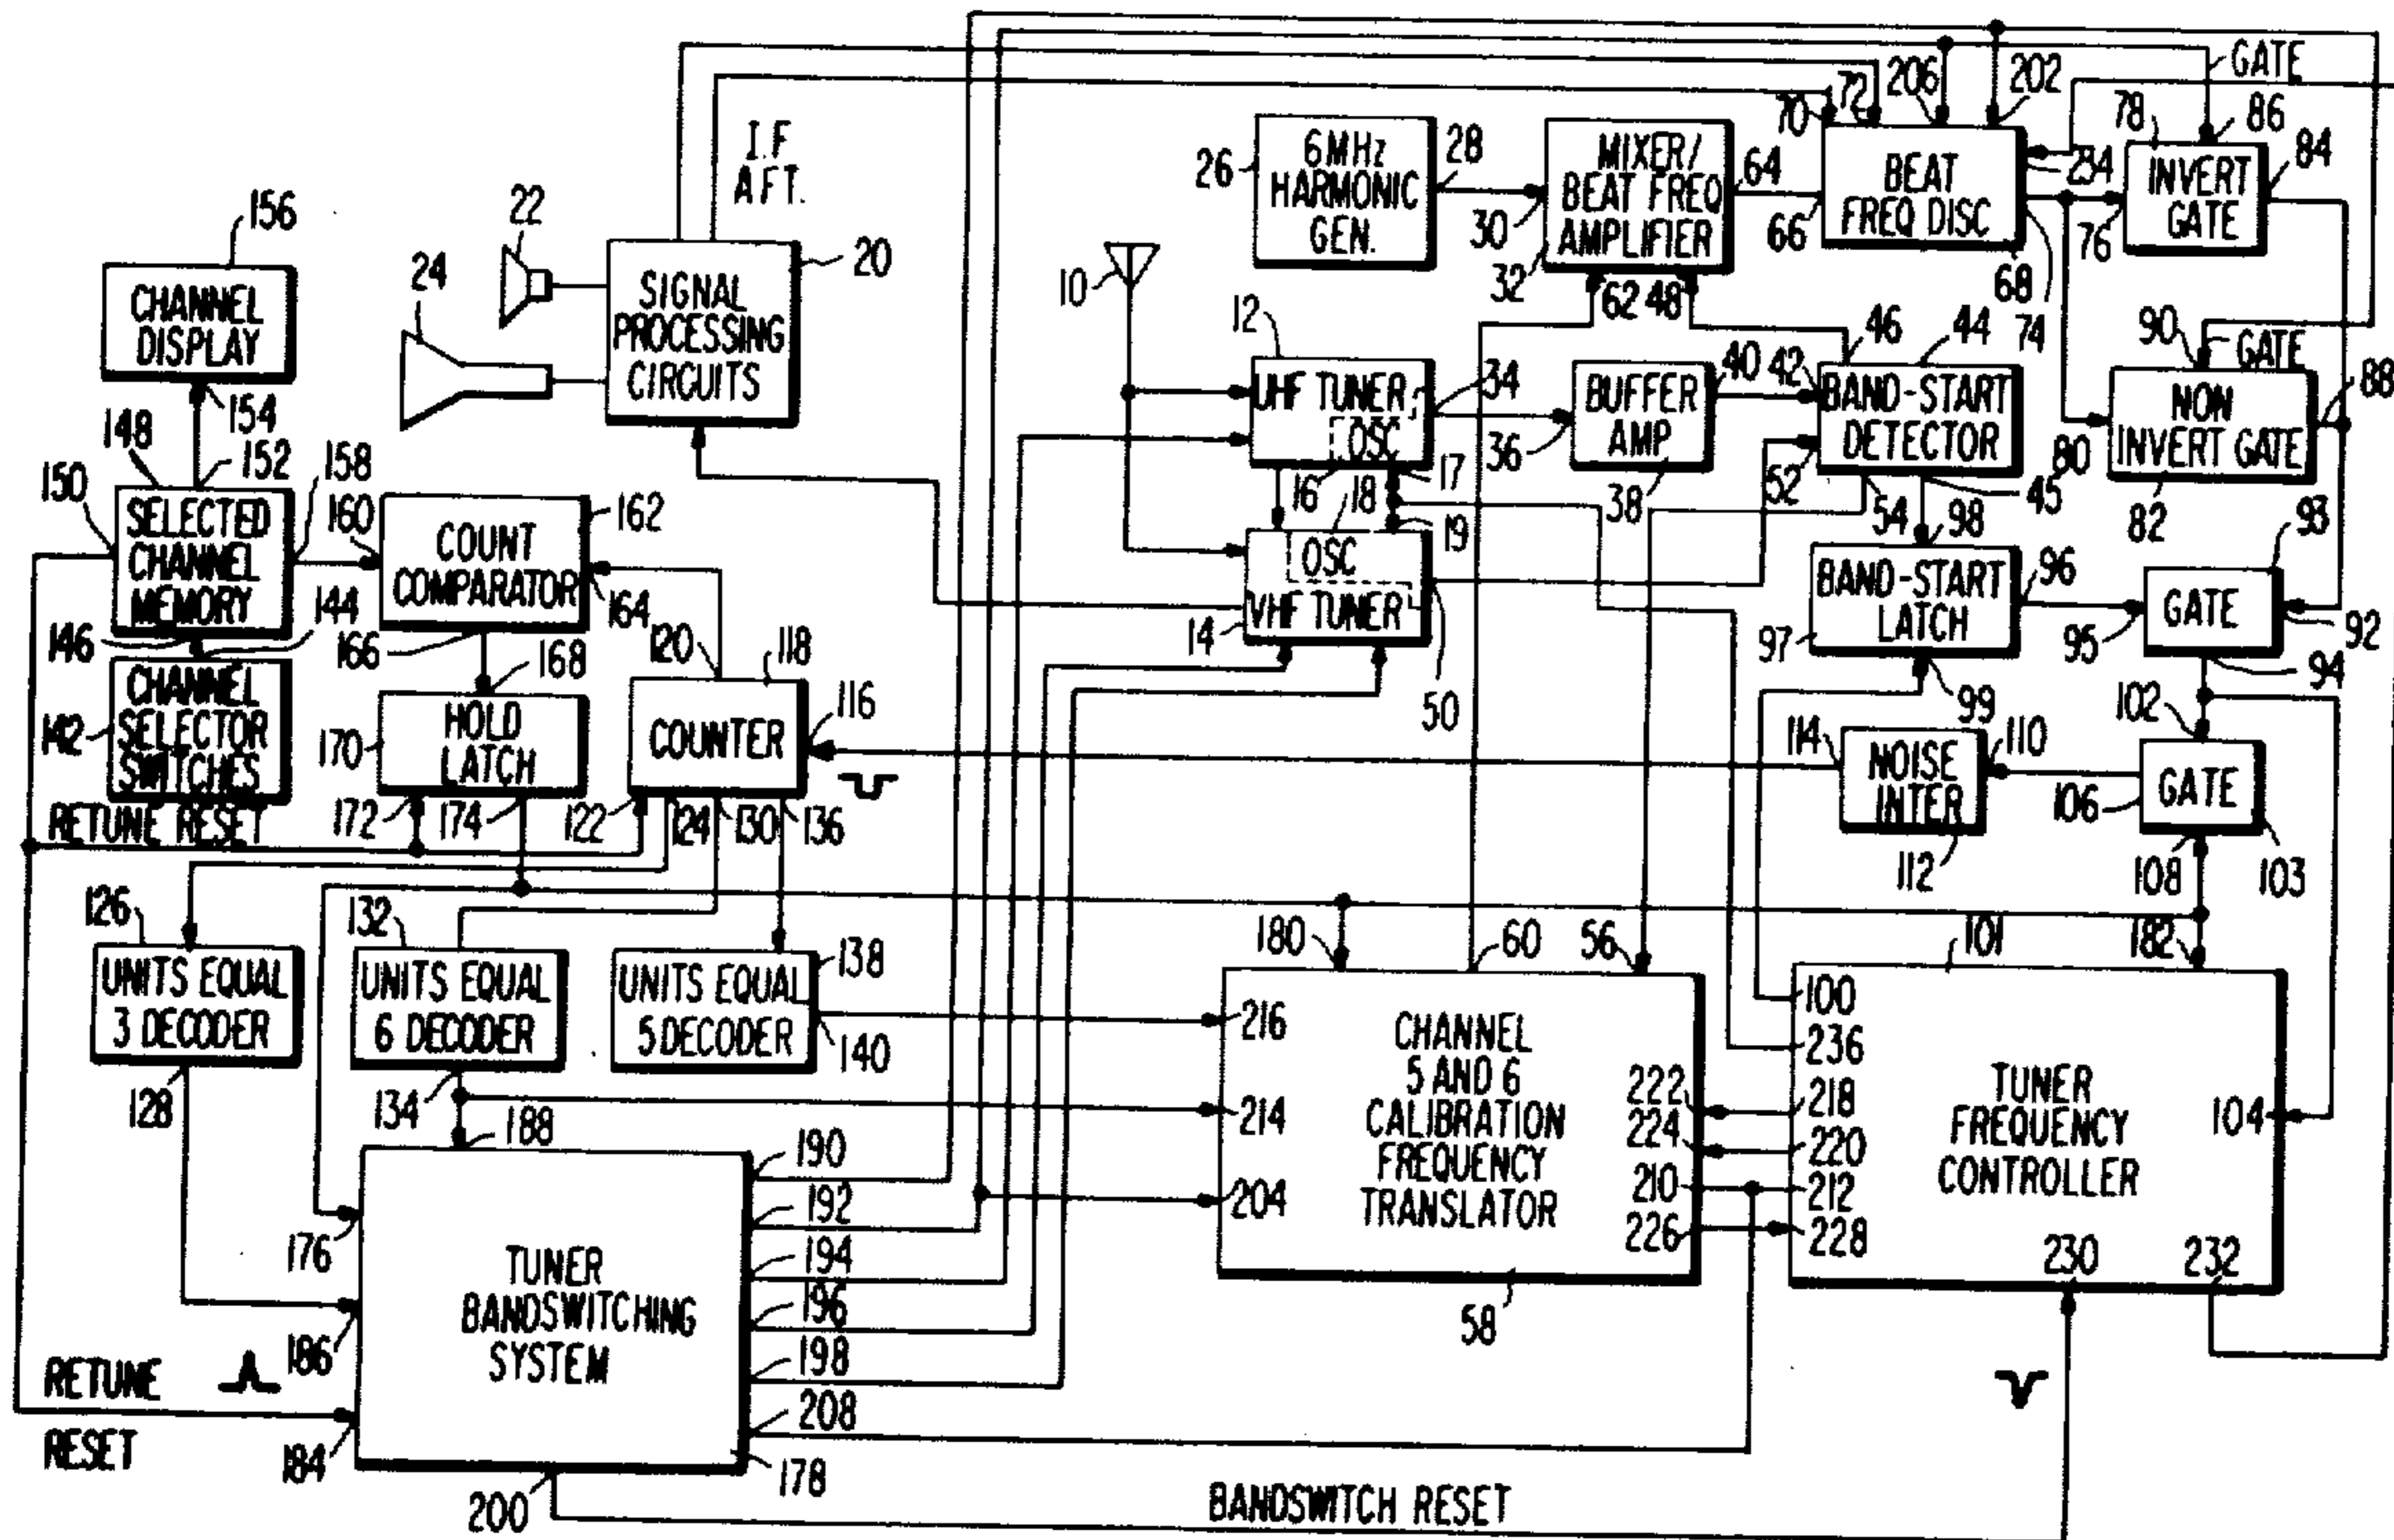 GATE
70
72
206
202
I.F
A.F.T.
26
6MHz
HARMONIC
GEN.
28
30
MIXER/
BEAT FREQ
AMPLIFIER
32
62
48
64
66
BEAT
FREQ DISC
234
68
74
78
86
84
76
INVERT
GATE
156
CHANNEL
DISPLAY
154
22
24
20
SIGNAL
PROCESSING
CIRCUITS
10
12
UHF TUNER
OSC
34
16
17
36
BUFFER
AMP
38
40
42
46
44
BAND-START
DETECTOR
52
54
45
90
GATE
80
NON
INVERT GATE
82
88
148
152
158
150
SELECTED
CHANNEL
MEMORY
146
144
160
COUNT
COMPARATOR
162
164
166
18
19
OSC
VHF TUNER
14
50
98
BAND-START
LATCH
97
96
99
93
GATE
95
92
94
142
CHANNEL
SELECTOR
SWITCHES
168
170
HOLD
LATCH
172
174
120
118
COUNTER
116
122
124
130
136
114
NOISE
INTER
110
112
102
GATE
106
103
108
RETUNE RESET
126
UNITS EQUAL
3 DECODER
128
132
UNITS EQUAL
6 DECODER
134
138
UNITS EQUAL
5 DECODER
140
180
60
56
216
214
204
CHANNEL
5 AND 6
CALIBRATION
FREQUENCY
TRANSLATOR
222
224
210
226
58
101
182
100
236
218
220
212
228
TUNER
FREQUENCY
CONTROLLER
104
230
232
188
176
186
184
TUNER
BANDSWITCHING
SYSTEM
190
192
194
196
198
208
178
200
RETUNE
RESET
BANDSWITCH RESET